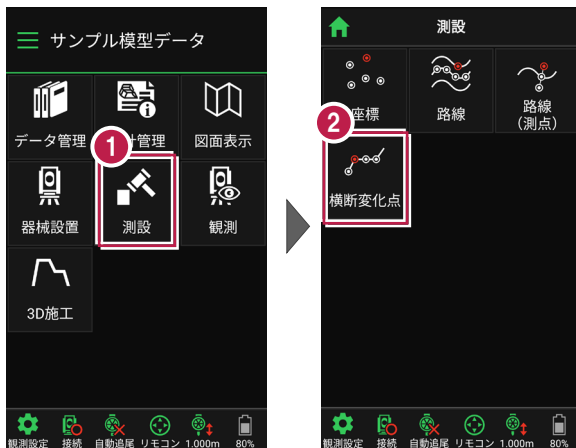 サンプル模型データ
データ管理
計管理
図面表示
1
器械設置
測設
観測
3D施工
観測設定 接続 自動追尾 リモコン 1.000m 80%
測設
座標
路線
路線
(測点)
2
横断変化点
観測設定 接続 自動追尾 リモコン 1.000m 80%